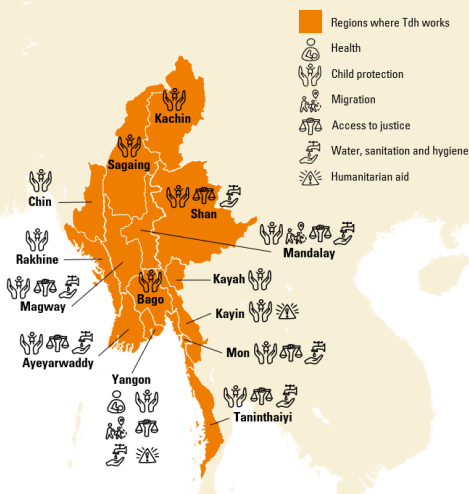 Regions where Tdh works
Health
Child protection
Migration
Access to justice
Water, sanitation and hygiene
Humanitarian aid
Kachin
Sagaing
Chin
Shan
Mandalay
Rakhine
Magway
Bago
Kayah
Kayin
Ayeyarwaddy
Mon
Yangon
Taninthaiyi